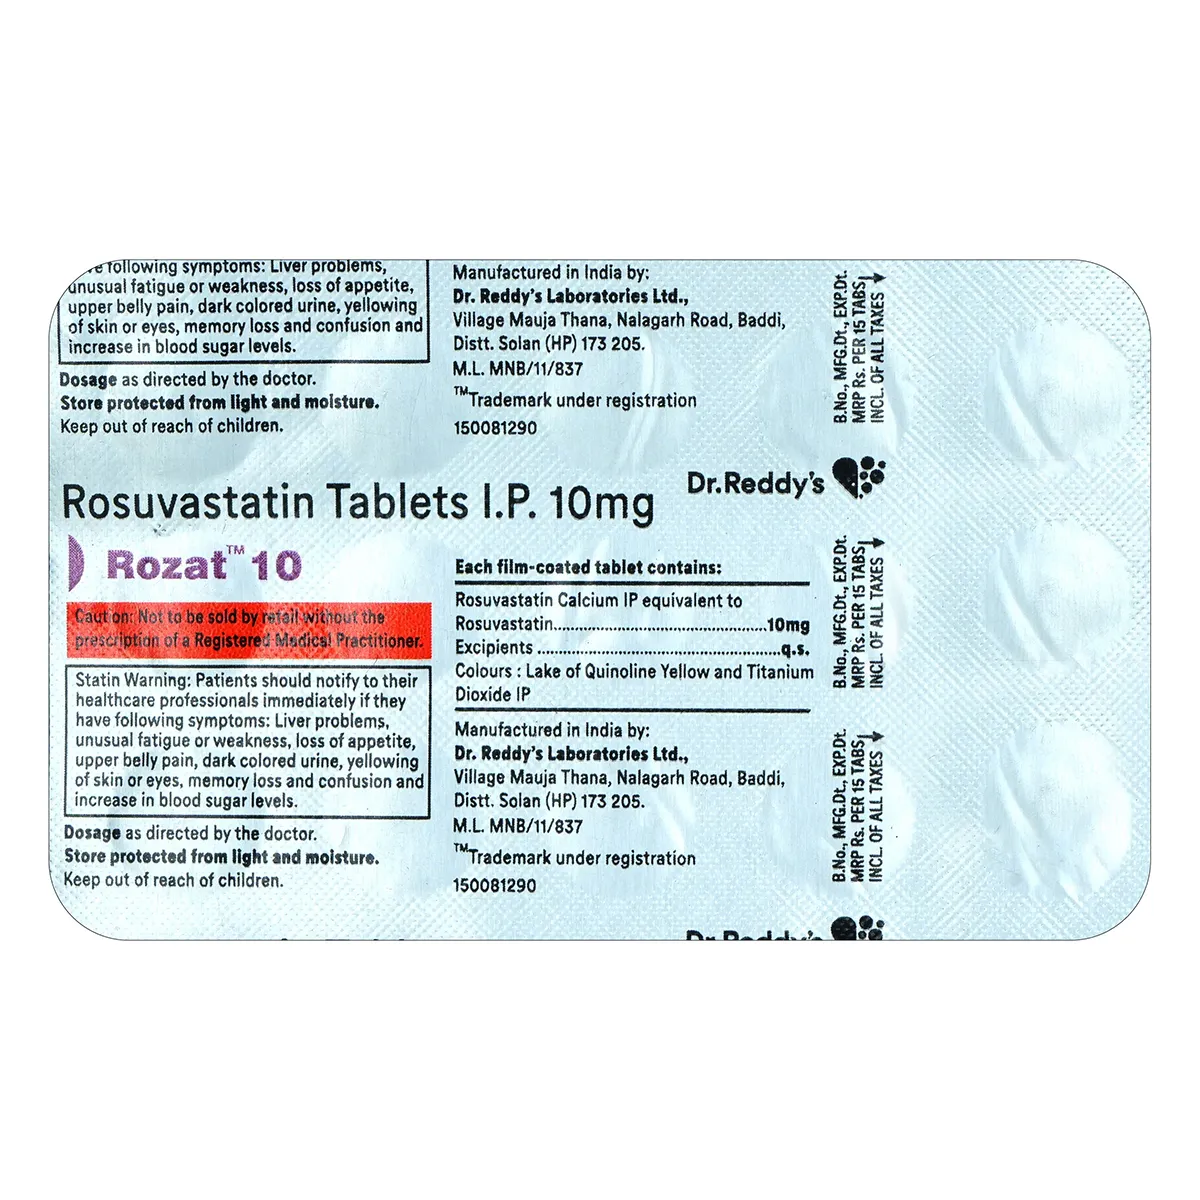 ve following symptoms: Liver problems,
unusual fatigue or weakness, loss of appetite,
upper belly pain, dark colored urine, yellowing
of skin or eyes, memory loss and confusion and
increase in blood sugar levels.
Dosage as directed by the doctor.
Store protected from light and moisture.
Keep out of reach of children.
Manufactured in India by:
Dr. Reddy's Laboratories Ltd.,
Village Mauja Thana, Nalagarh Road, Baddi,
Distt. Solan (HP) 173 205.
M.L. MNB/11/837
™Trademark under registration
150081290
B.No., MFG.Dt., EXP.Dt.
MRP Rs. PER 15 TABS
INCL. OF ALL TAXES
Rosuvastatin Tablets I.P. 10mg
Dr.Reddy's
Rozat™ 10
Caution: Not to be sold by retail without the
prescription of a Registered Medical Practitioner.
Statin Warning: Patients should notify to their
healthcare professionals immediately if they
have following symptoms: Liver problems,
unusual fatigue or weakness, loss of appetite,
upper belly pain, dark colored urine, yellowing
of skin or eyes, memory loss and confusion and
increase in blood sugar levels.
Dosage as directed by the doctor.
Store protected from light and moisture.
Keep out of reach of children.
Each film-coated tablet contains:
Rosuvastatin Calcium IP equivalent to
Rosuvastatin..................................................10mg
Excipients ......................................................q.s.
Colours : Lake of Quinoline Yellow and Titanium
Dioxide IP
Manufactured in India by:
Dr. Reddy's Laboratories Ltd.,
Village Mauja Thana, Nalagarh Road, Baddi,
Distt. Solan (HP) 173 205.
M.L. MNB/11/837
™Trademark under registration
150081290
B.No., MFG.Dt., EXP.Dt.
MRP Rs. PER 15 TABS
INCL. OF ALL TAXES
B.No., MFG.Dt., EXP.Dt.
MRP Rs. PER 15 TABS
INCL. OF ALL TAXES
Dr.Reddy's